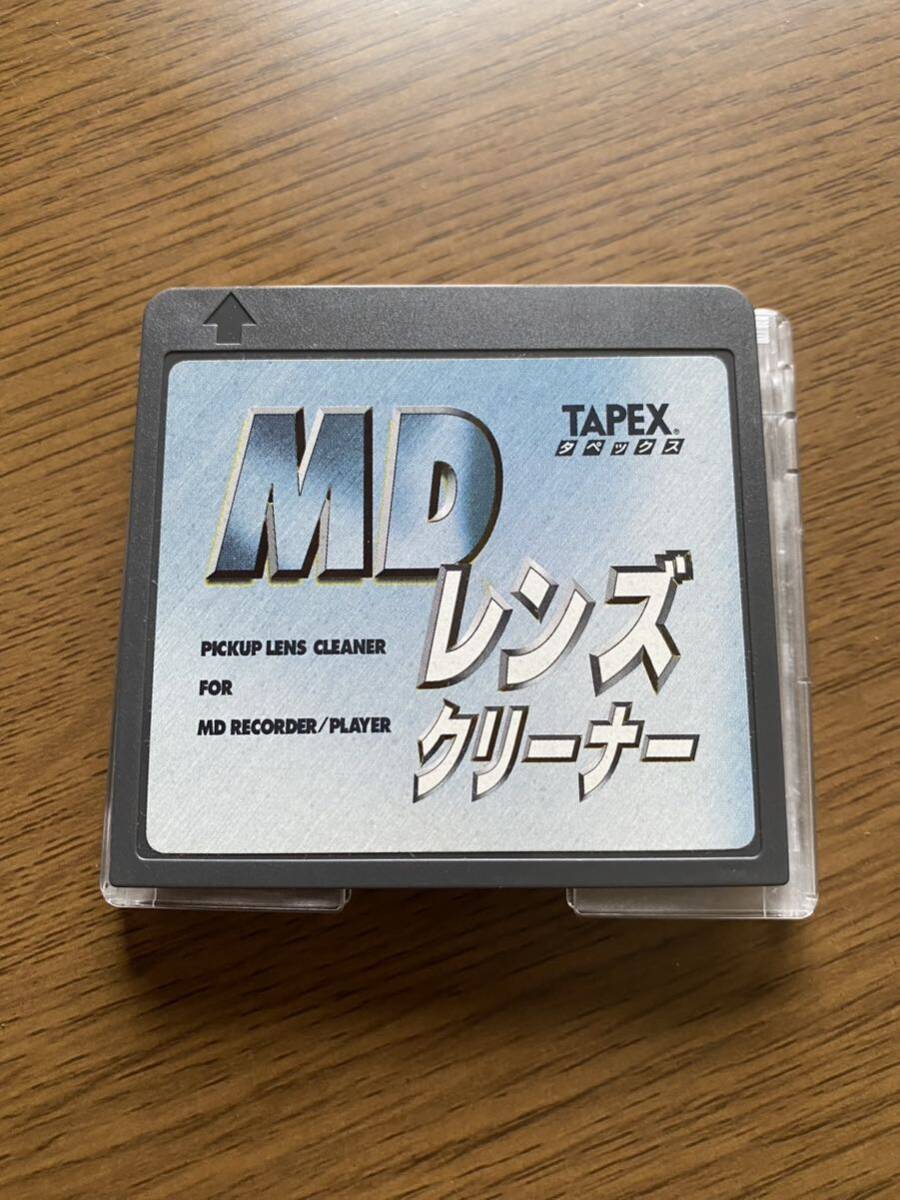 MD
TAPEX®
タペックス
レンズ
クリーナー
PICKUP LENS CLEANER
FOR
MD RECORDER/PLAYER